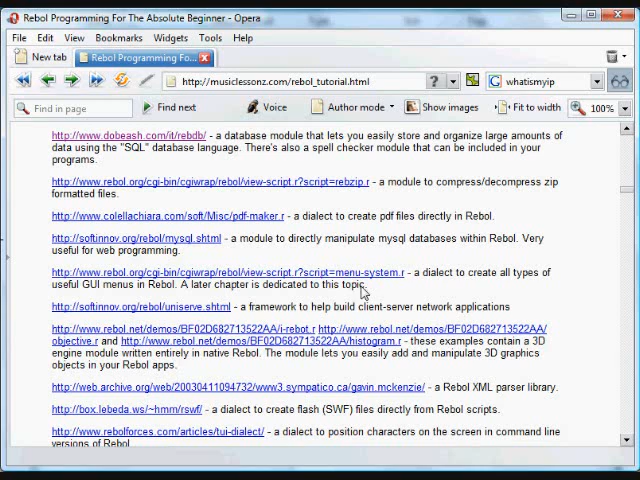 Rebol Programming For The Absolute Beginner - Opera
File Edit View Bookmarks Widgets Tools Help
New tab Rebol Programming Fo...
http://musiclessonz.com/rebol_tutorial.html ? whatismyip
Find in page Find next Voice Author mode Show images Fit to width 100%
http://www.dobeash.com/it/rebdb/ - a database module that lets you easily store and organize large amounts of
data using the "SQL" database language. There's also a spell checker module that can be included in your
programs.
http://www.rebol.org/cgi-bin/cgiwrap/rebol/view-script.r?script=rebzip.r - a module to compress/decompress zip
formatted files.
http://www.colellachiara.com/soft/Misc/pdf-maker.r - a dialect to create pdf files directly in Rebol.
http://softinnov.org/rebol/mysql.shtml - a module to directly manipulate mysql databases within Rebol. Very
useful for web programming.
http://www.rebol.org/cgi-bin/cgiwrap/rebol/view-script.r?script=menu-system.r - a dialect to create all types of
useful GUI menus in Rebol. A later chapter is dedicated to this topic.
http://softinnov.org/rebol/uniserve.shtml - a framework to help build client-server network applications
http://www.rebol.net/demos/BF02D682713522AA/i-rebot.r http://www.rebol.net/demos/BF02D682713522AA/
objective.r and http://www.rebol.net/demos/BF02D682713522AA/histogram.r - these examples contain a 3D
engine module written entirely in native Rebol. The module lets you easily add and manipulate 3D graphics
objects in your Rebol apps.
http://web.archive.org/web/20030411094732/www3.sympatico.ca/gavin.mckenzie/ - a Rebol XML parser library.
http://box.lebeda.ws/~hmm/rswf/ - a dialect to create flash (SWF) files directly from Rebol scripts.
http://www.rebolforces.com/articles/tui-dialect/ - a dialect to position characters on the screen in command line
versions of Rebol.